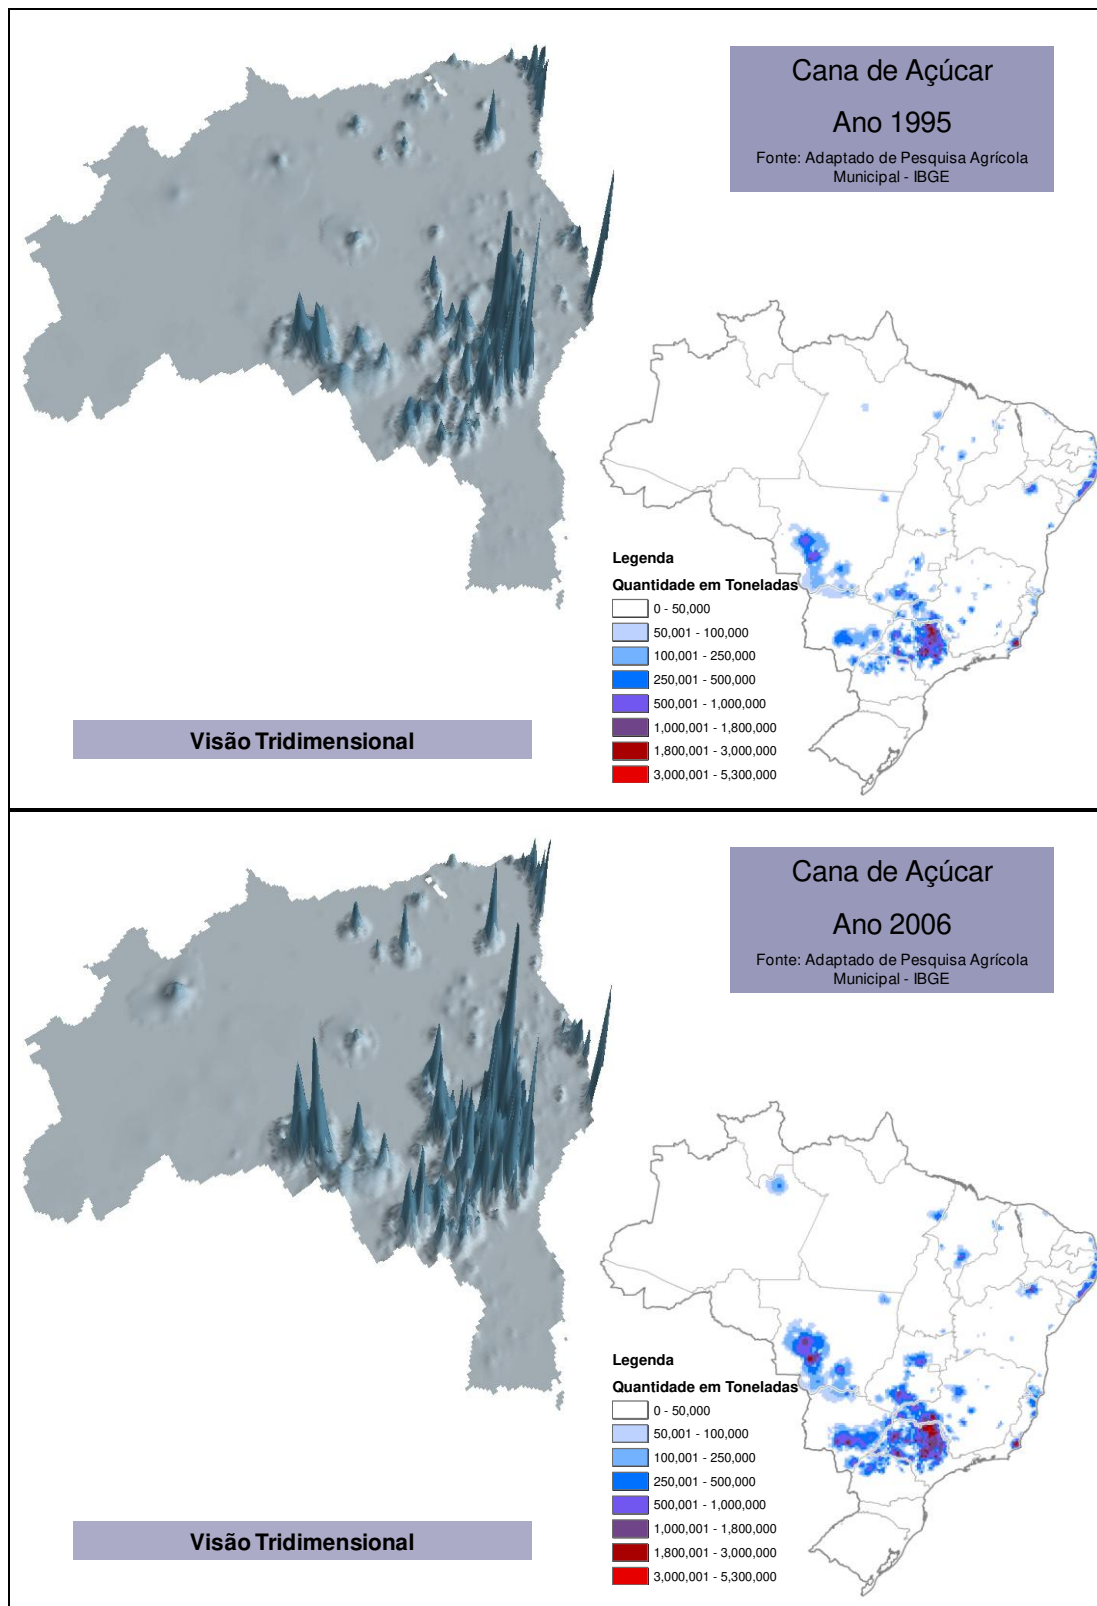 Cana de Açúcar
Ano 1995
Fonte: Adaptado de Pesquisa Agrícola
Municipal - IBGE
Legenda
Quantidade em Toneladas
0 - 50,000
50,001 - 100,000
100,001 - 250,000
250,001 - 500,000
500,001 - 1,000,000
1,000,001 - 1,800,000
1,800,001 - 3,000,000
3,000,001 - 5,300,000
Visão Tridimensional
Cana de Açúcar
Ano 2006
Fonte: Adaptado de Pesquisa Agrícola
Municipal - IBGE
Legenda
Quantidade em Toneladas
0 - 50,000
50,001 - 100,000
100,001 - 250,000
250,001 - 500,000
500,001 - 1,000,000
1,000,001 - 1,800,000
1,800,001 - 3,000,000
3,000,001 - 5,300,000
Visão Tridimensional